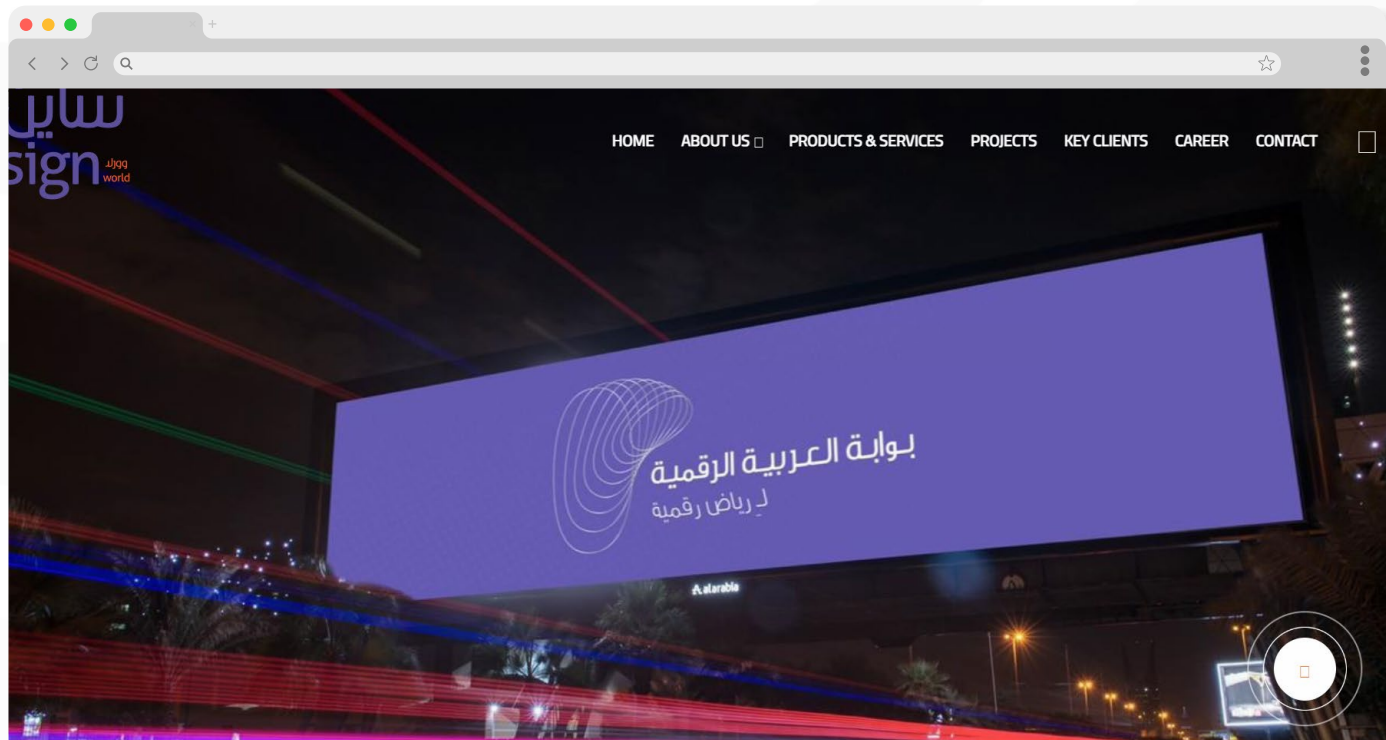 ساين
sign
وورلد
world
HOME ABOUT US PRODUCTS & SERVICES PROJECTS KEY CLIENTS CAREER CONTACT
بوابة العربية الرقمية
لـ رياض رقمية
alarabia